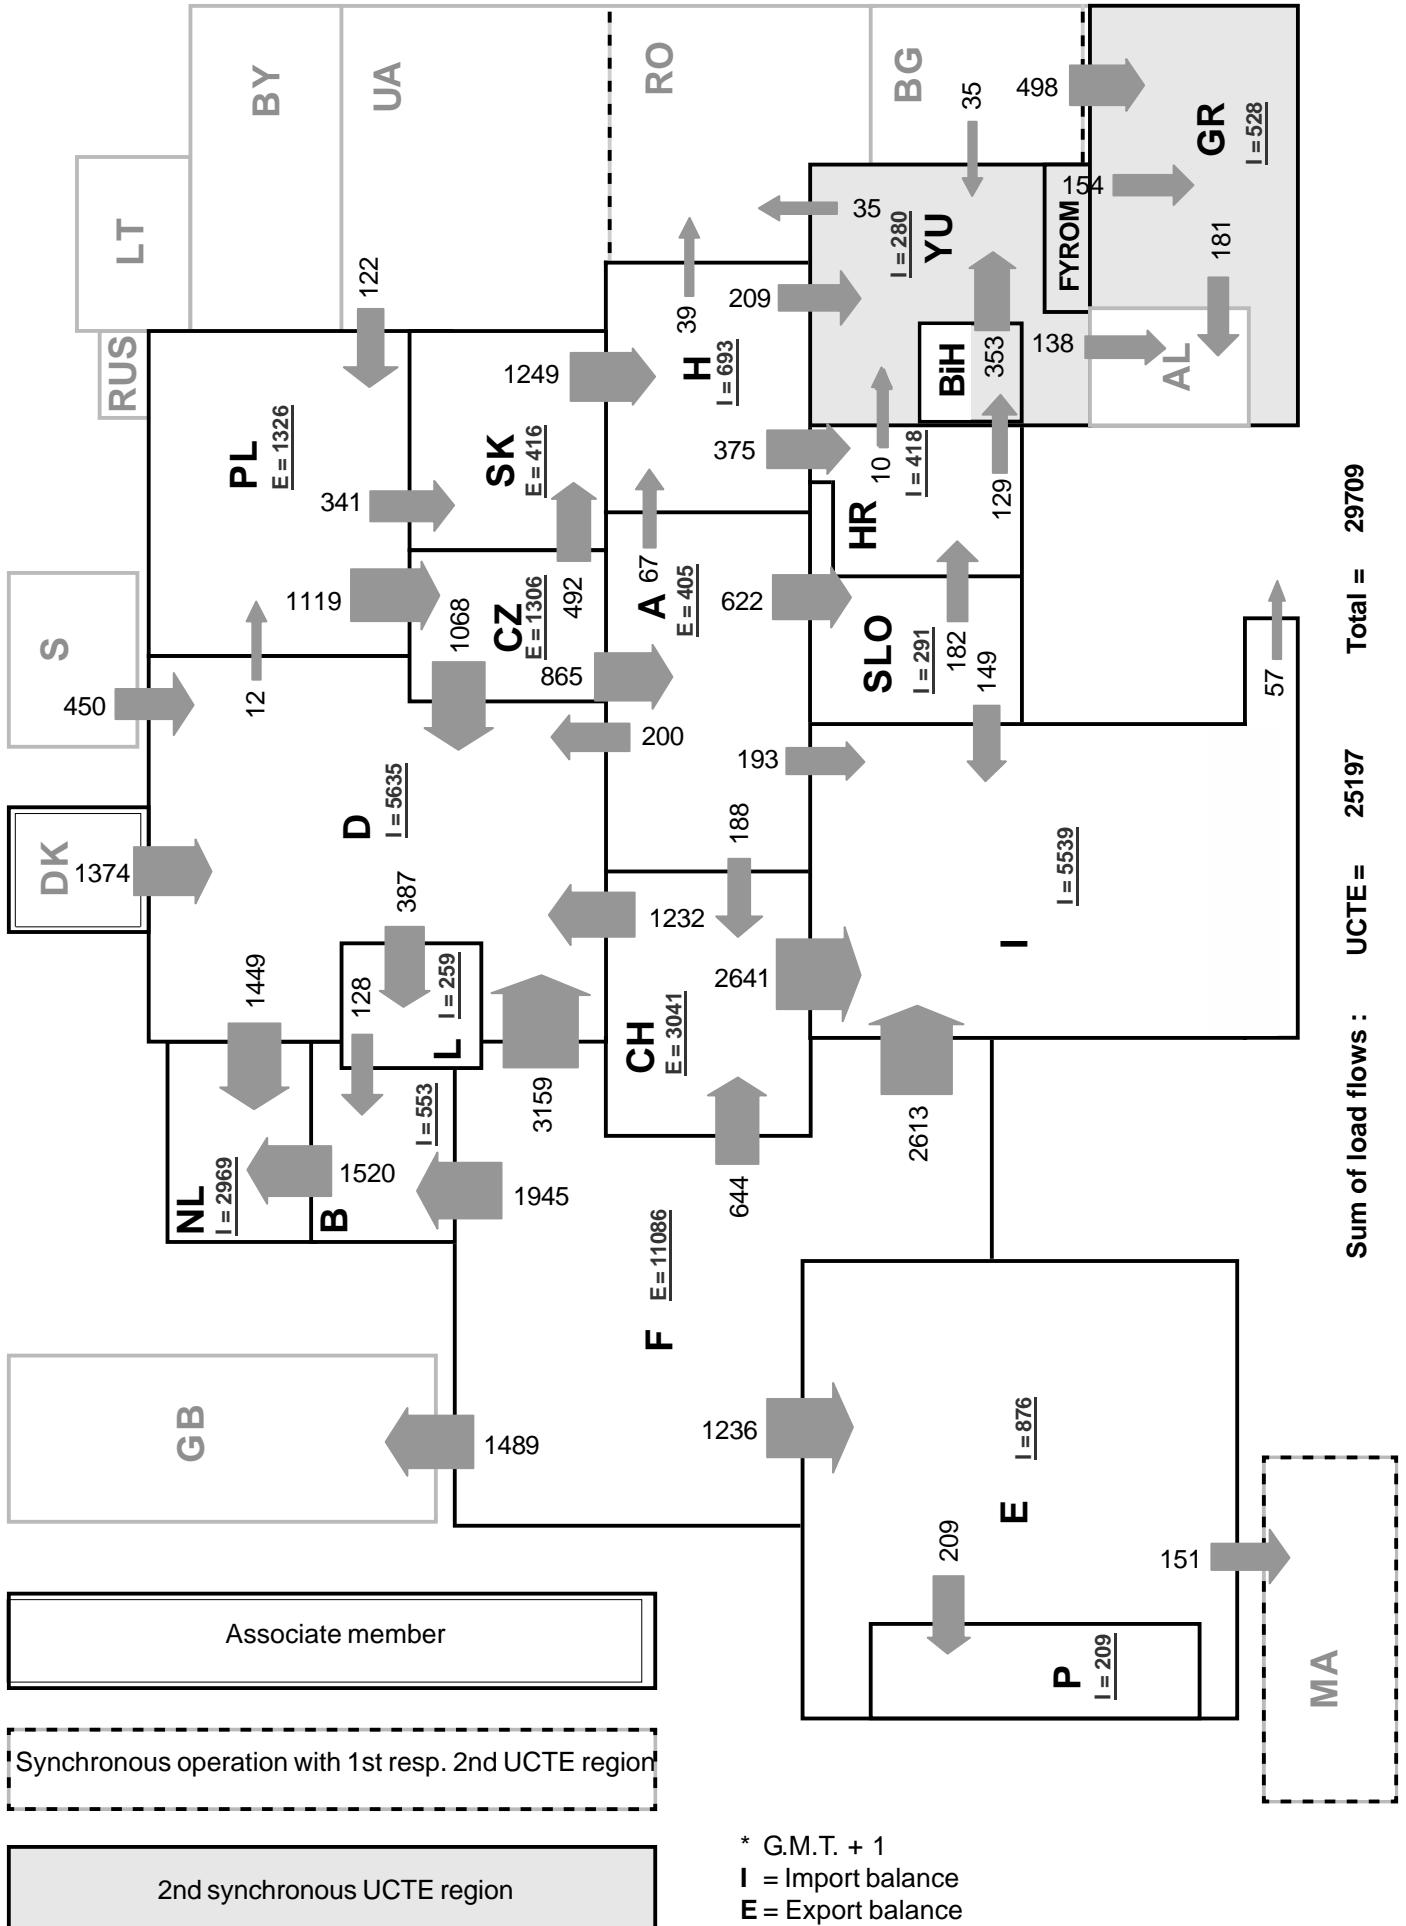 BY
UA
RO
BG
35
498
GR
I = 528
LT
122
39
35
I = 280
YU
209
FYROM
154
181
RUS
PL
E = 1326
341
1249
SK
E = 416
H
I = 693
375
BiH
353
138
AL
10
I = 418
HR
129
S
450
12
1119
1068
CZ
E = 1306
492
865
67
A
E = 405
622
SLO
I = 291
182
149
57
200
193
DK
1374
D
I = 5635
387
188
1232
2641
I
I = 5539
1449
128
I = 259
L
CH
E = 3041
NL
I = 2969
1520
B
I = 553
1945
3159
644
2613
Sum of load flows : UCTE = 25197 Total = 29709
GB
1489
F
E = 11086
1236
E
I = 876
209
151
P
I = 209
MA
Associate member
Synchronous operation with 1st resp. 2nd UCTE region
2nd synchronous UCTE region
* G.M.T. + 1
I = Import balance
E = Export balance